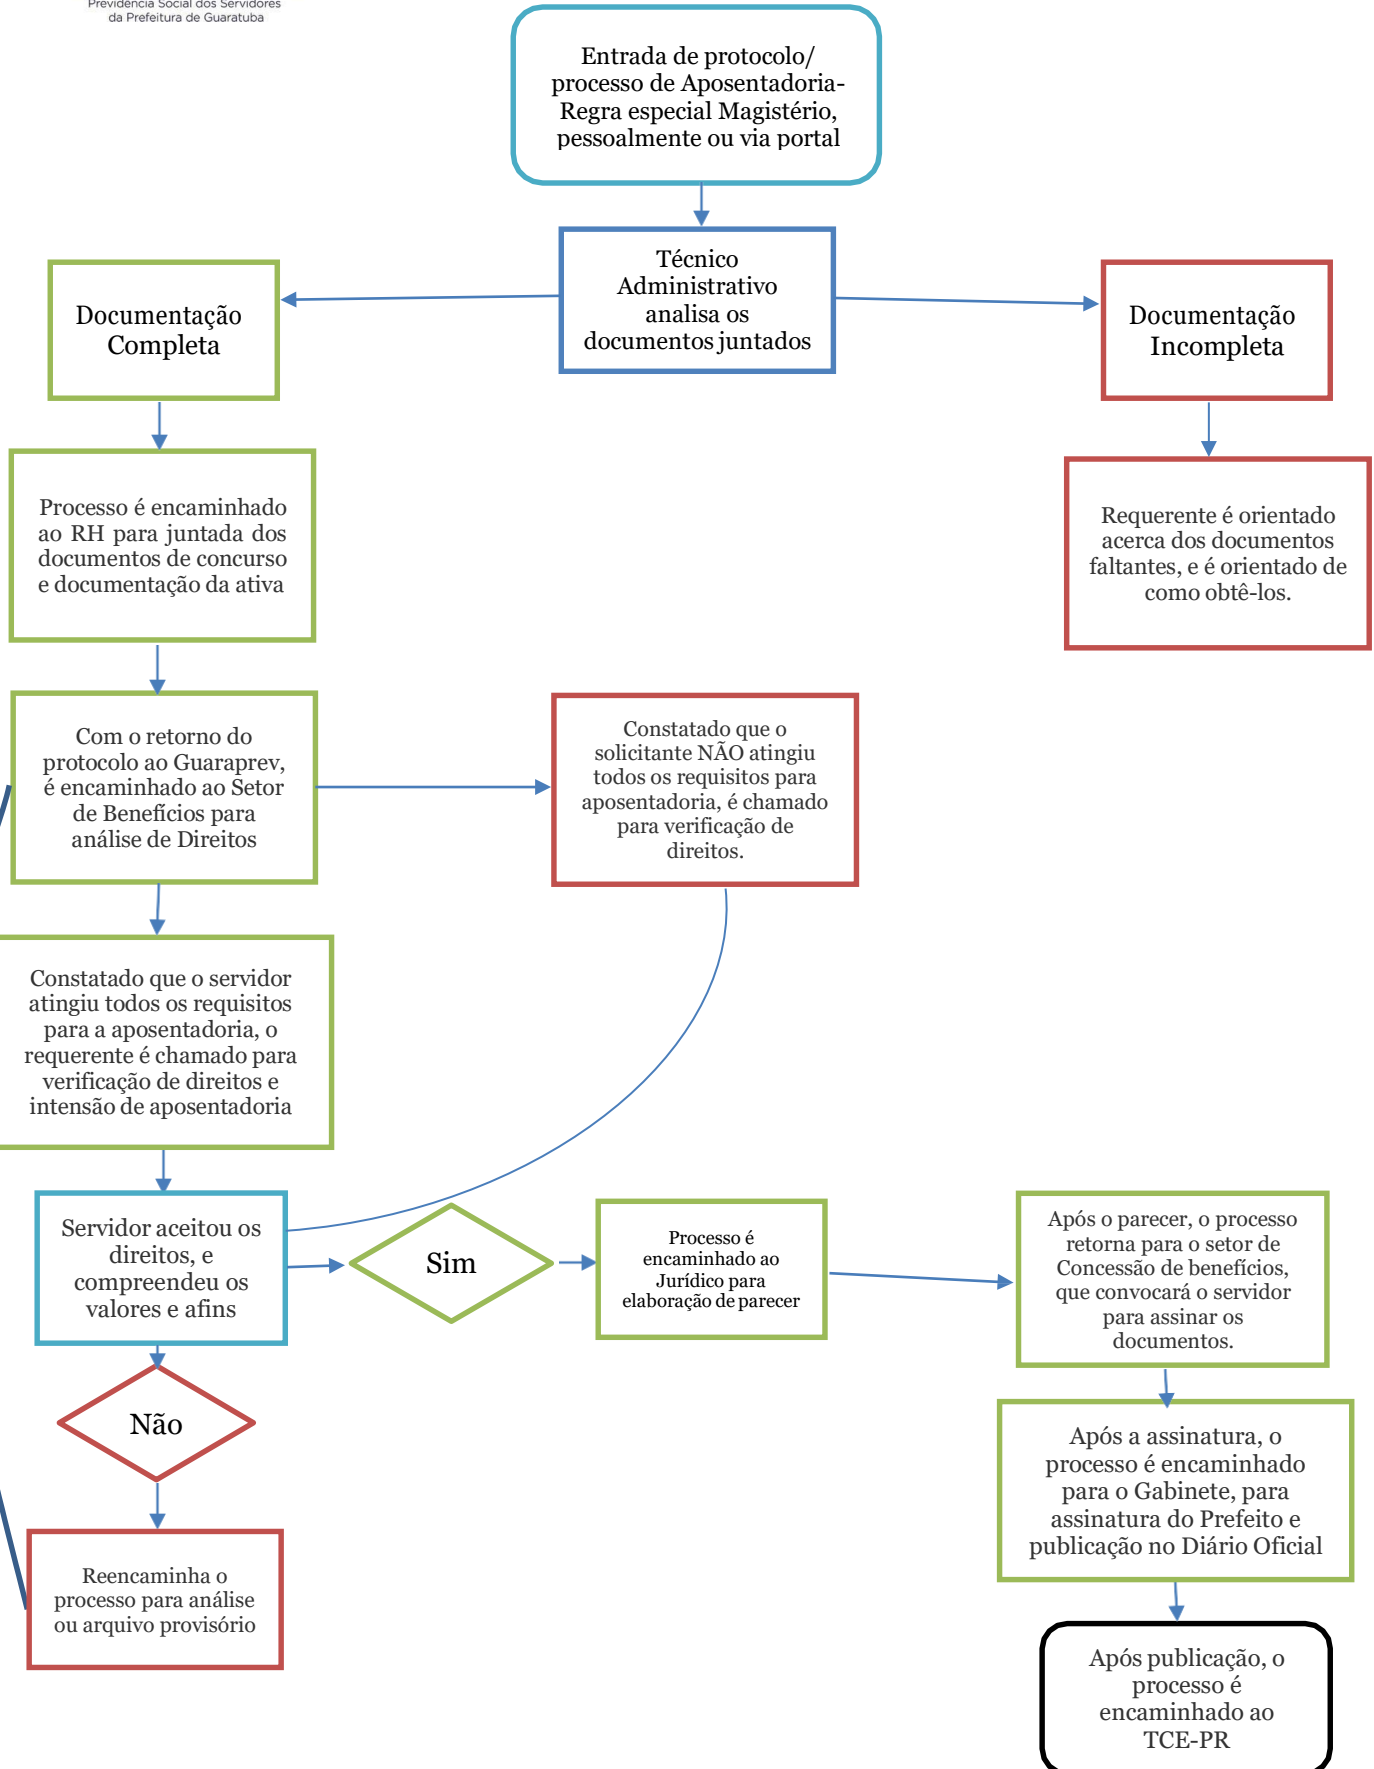 Previdência Social dos Servidores
da Prefeitura de Guaratuba
Entrada de protocolo/
processo de Aposentadoria-
Regra especial Magistério,
pessoalmente ou via portal
Técnico
Administrativo
analisa os
documentos juntados
Documentação
Completa
Documentação
Incompleta
Processo é encaminhado
ao RH para juntada dos
documentos de concurso
e documentação da ativa
Requerente é orientado
acerca dos documentos
faltantes, e é orientado de
como obtê-los.
Com o retorno do
protocolo ao Guaraprev,
é encaminhado ao Setor
de Benefícios para
análise de Direitos
Constatado que o
solicitante NÃO atingiu
todos os requisitos para
aposentadoria, é chamado
para verificação de
direitos.
Constatado que o servidor
atingiu todos os requisitos
para a aposentadoria, o
requerente é chamado para
verificação de direitos e
intensão de aposentadoria
Servidor aceitou os
direitos, e
compreendeu os
valores e afins
Sim
Processo é
encaminhado ao
Jurídico para
elaboração de parecer
Após o parecer, o processo
retorna para o setor de
Concessão de benefícios,
que convocará o servidor
para assinar os
documentos.
Não
Após a assinatura, o
processo é encaminhado
para o Gabinete, para
assinatura do Prefeito e
publicação no Diário Oficial
Reencaminha o
processo para análise
ou arquivo provisório
Após publicação, o
processo é
encaminhado ao
TCE-PR